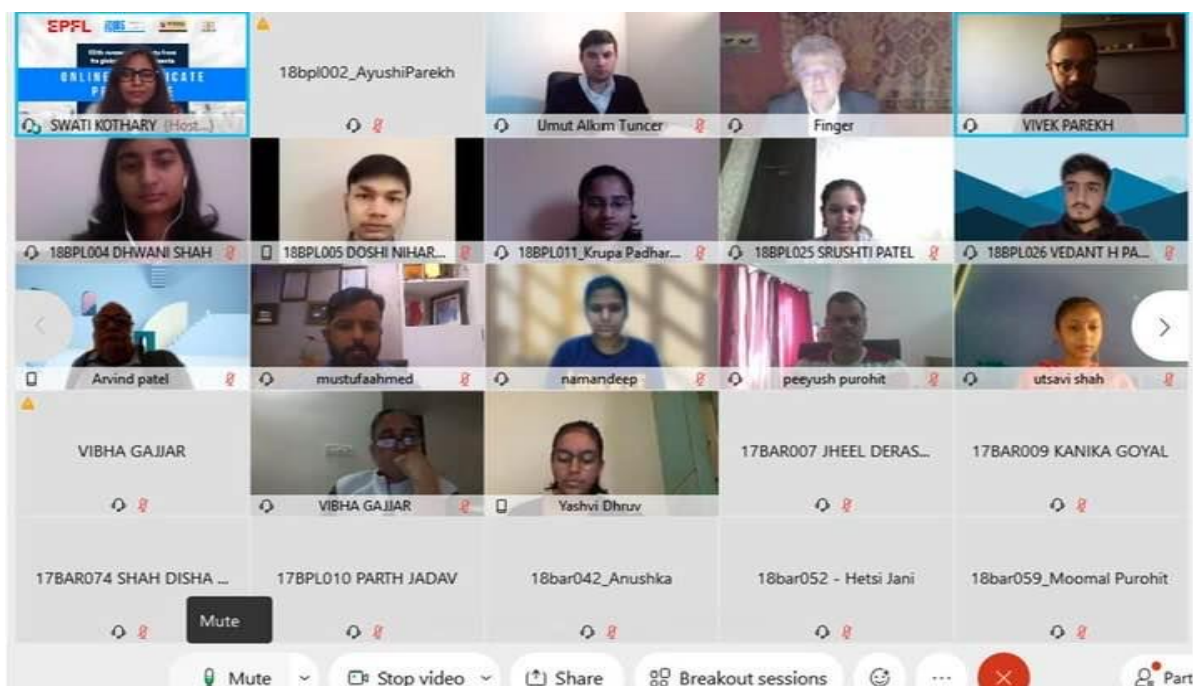 EPFL
ONLINE
SWATI KOTHARY (Host...)
18bpl002_AyushiParekh
Umut Alkım Tuncer
Finger
VIVEK PAREKH
18BPL004 DHWANI SHAH
18BPL005 DOSHI NIHAR...
18BPL011_Krupa Padhar...
18BPL025 SRUSHTI PATEL
18BPL026 VEDANT H PA...
Arvind patel
mustufaahmed
namandeep
peeyush purohit
utsavi shah
VIBHA GAJJAR
VIBHA GAJJAR
Yashvi Dhruv
17BAR007 JHEEL DERAS...
17BAR009 KANIKA GOYAL
17BAR074 SHAH DISHA ...
17BPL010 PARTH JADAV
18bar042_Anushka
18bar052 - Hetsi Jani
18bar059_Moomal Purohit
Mute
Mute
Stop video
Share
Breakout sessions
Part